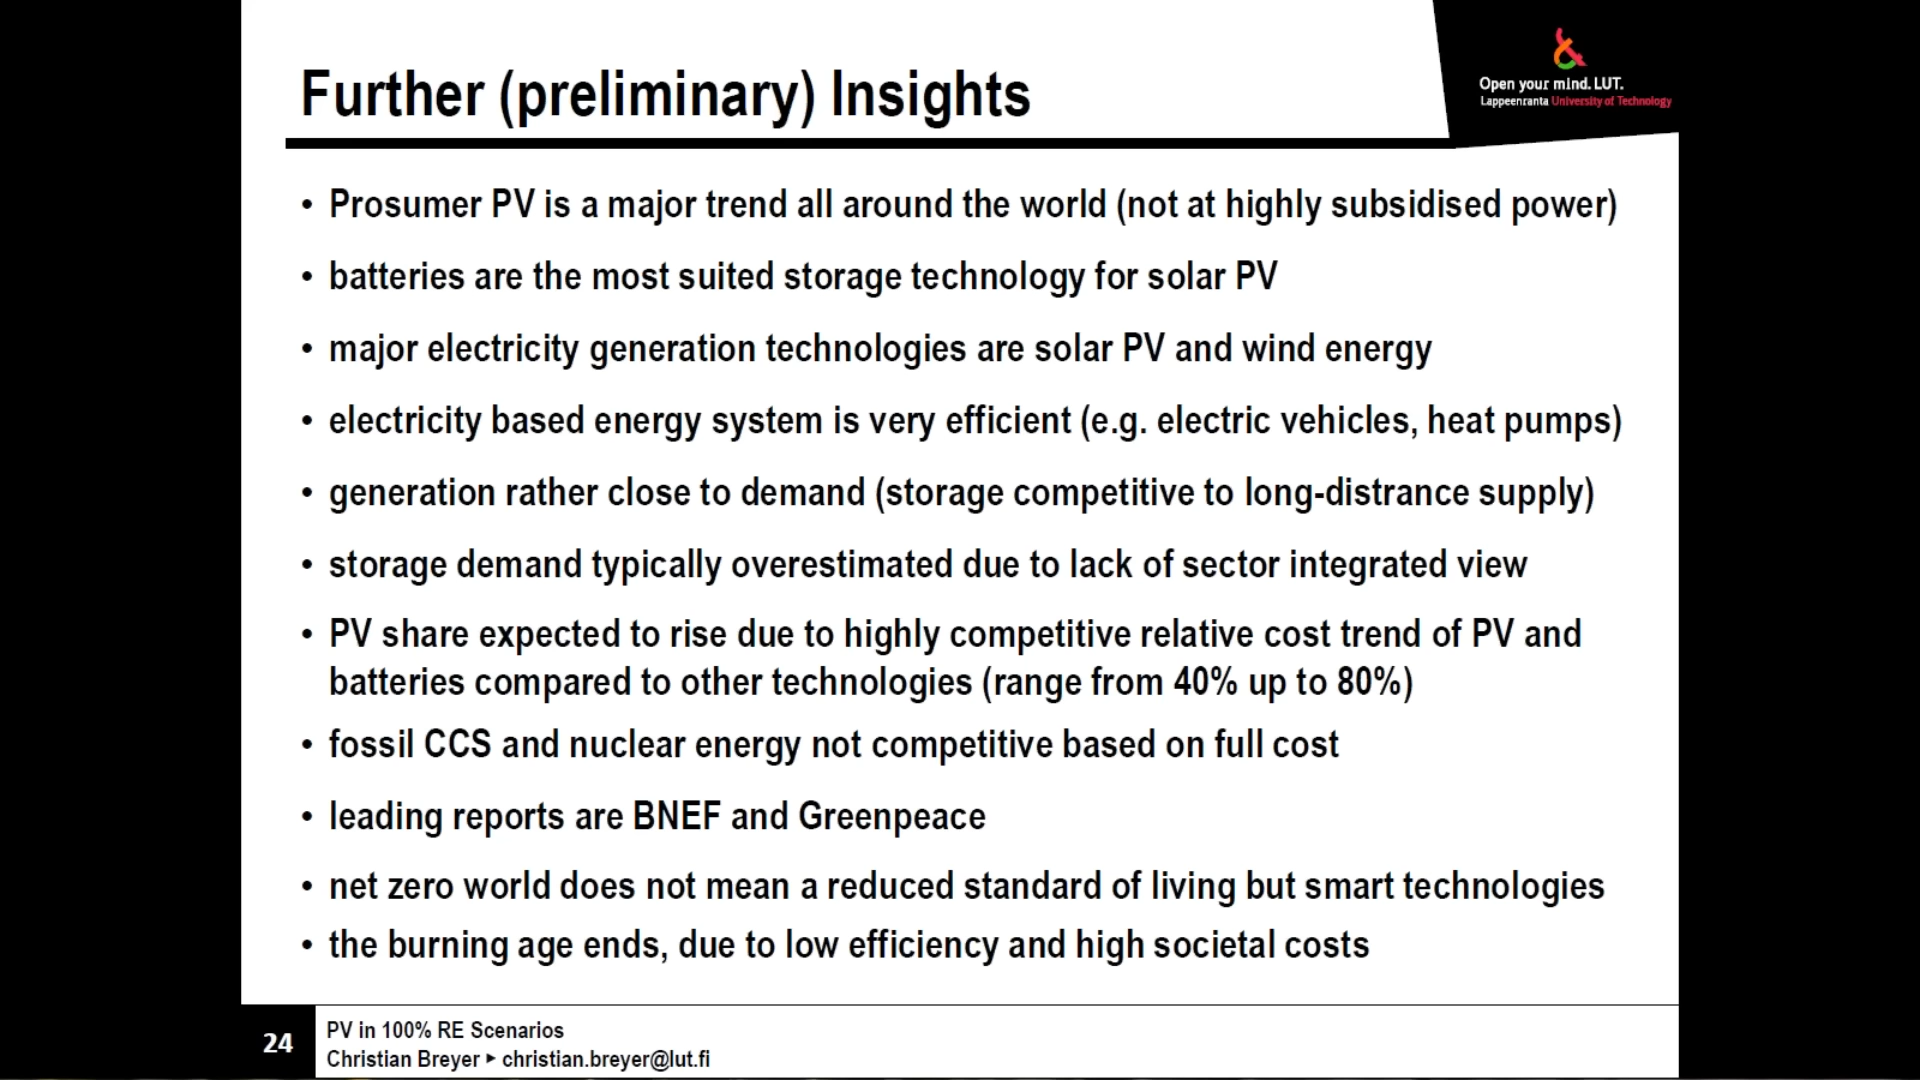 Further (preliminary) Insights
Open your mind. LUT.
Lappeenranta University of Technology
• Prosumer PV is a major trend all around the world (not at highly subsidised power)
• batteries are the most suited storage technology for solar PV
• major electricity generation technologies are solar PV and wind energy
• electricity based energy system is very efficient (e.g. electric vehicles, heat pumps)
• generation rather close to demand (storage competitive to long-distrance supply)
• storage demand typically overestimated due to lack of sector integrated view
• PV share expected to rise due to highly competitive relative cost trend of PV and
batteries compared to other technologies (range from 40% up to 80%)
• fossil CCS and nuclear energy not competitive based on full cost
• leading reports are BNEF and Greenpeace
• net zero world does not mean a reduced standard of living but smart technologies
• the burning age ends, due to low efficiency and high societal costs
24
PV in 100% RE Scenarios
Christian Breyer ▸ christian.breyer@lut.fi